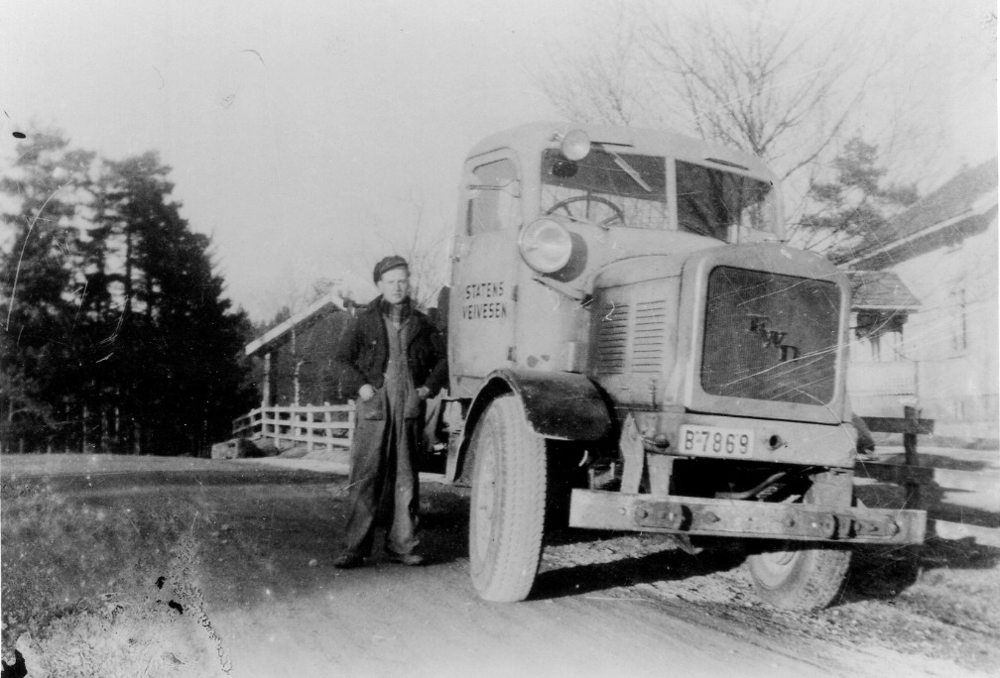 STATENS
VEIVESEN
FWD
B-7869